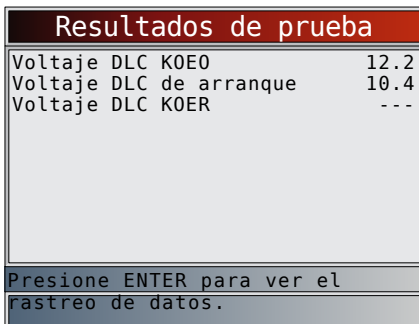 Resultados de prueba
Voltaje DLC KOEO 12.2
Voltaje DLC de arranque 10.4
Voltaje DLC KOER ---
Presione ENTER para ver el
rastreo de datos.